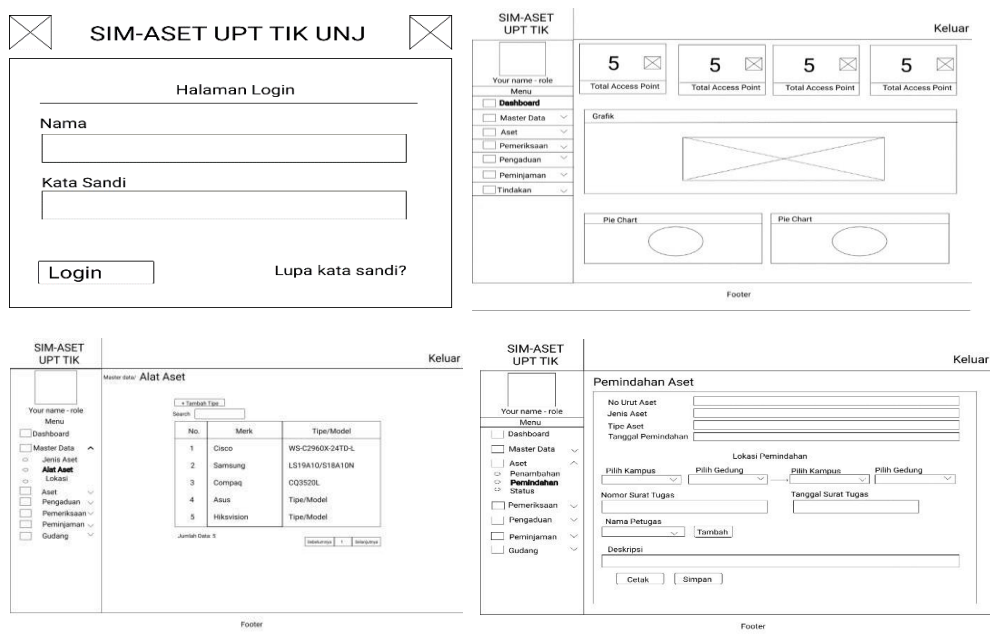 SIM-ASET UPT TIK UNJ
Halaman Login
Nama
Kata Sandi
Login
Lupa kata sandi?
SIM-ASET
UPT TIK
Keluar
Your name - role
Menu
Dashboard
Master Data
Aset
Pemeriksaan
Pengaduan
Peminjaman
Tindakan
5
5
5
5
Total Access Point
Total Access Point
Total Access Point
Total Access Point
Grafik
Pie Chart
Pie Chart
Footer
SIM-ASET
UPT TIK
Keluar
Your name - role
Menu
Dashboard
Master Data
Jenis Aset
Alat Aset
Lokasi
Aset
Pengaduan
Pemeriksaan
Peminjaman
Gudang
Master data/ Alat Aset
+ Tambah Tipe
Search
No. Merk Tipe/Model
1 Cisco WS-C2960X-24TD-L
2 Samsung LS19A10/S18A10N
3 Compaq CQ3520L
4 Asus Tipe/Model
5 Hiksvision Tipe/Model
Jumlah Data: 5
Sebelumnya 1 Selanjutnya
Footer
SIM-ASET
UPT TIK
Keluar
Your name - role
Menu
Dashboard
Master Data
Aset
Penambahan
Pemindahan
Status
Pemeriksaan
Pengaduan
Peminjaman
Gudang
Pemindahan Aset
No Urut Aset
Jenis Aset
Tipe Aset
Tanggal Pemindahan
Lokasi Pemindahan
Pilih Kampus Pilih Gedung Pilih Kampus Pilih Gedung
Nomor Surat Tugas Tanggal Surat Tugas
Nama Petugas
Tambah
Deskripsi
Cetak Simpan
Footer